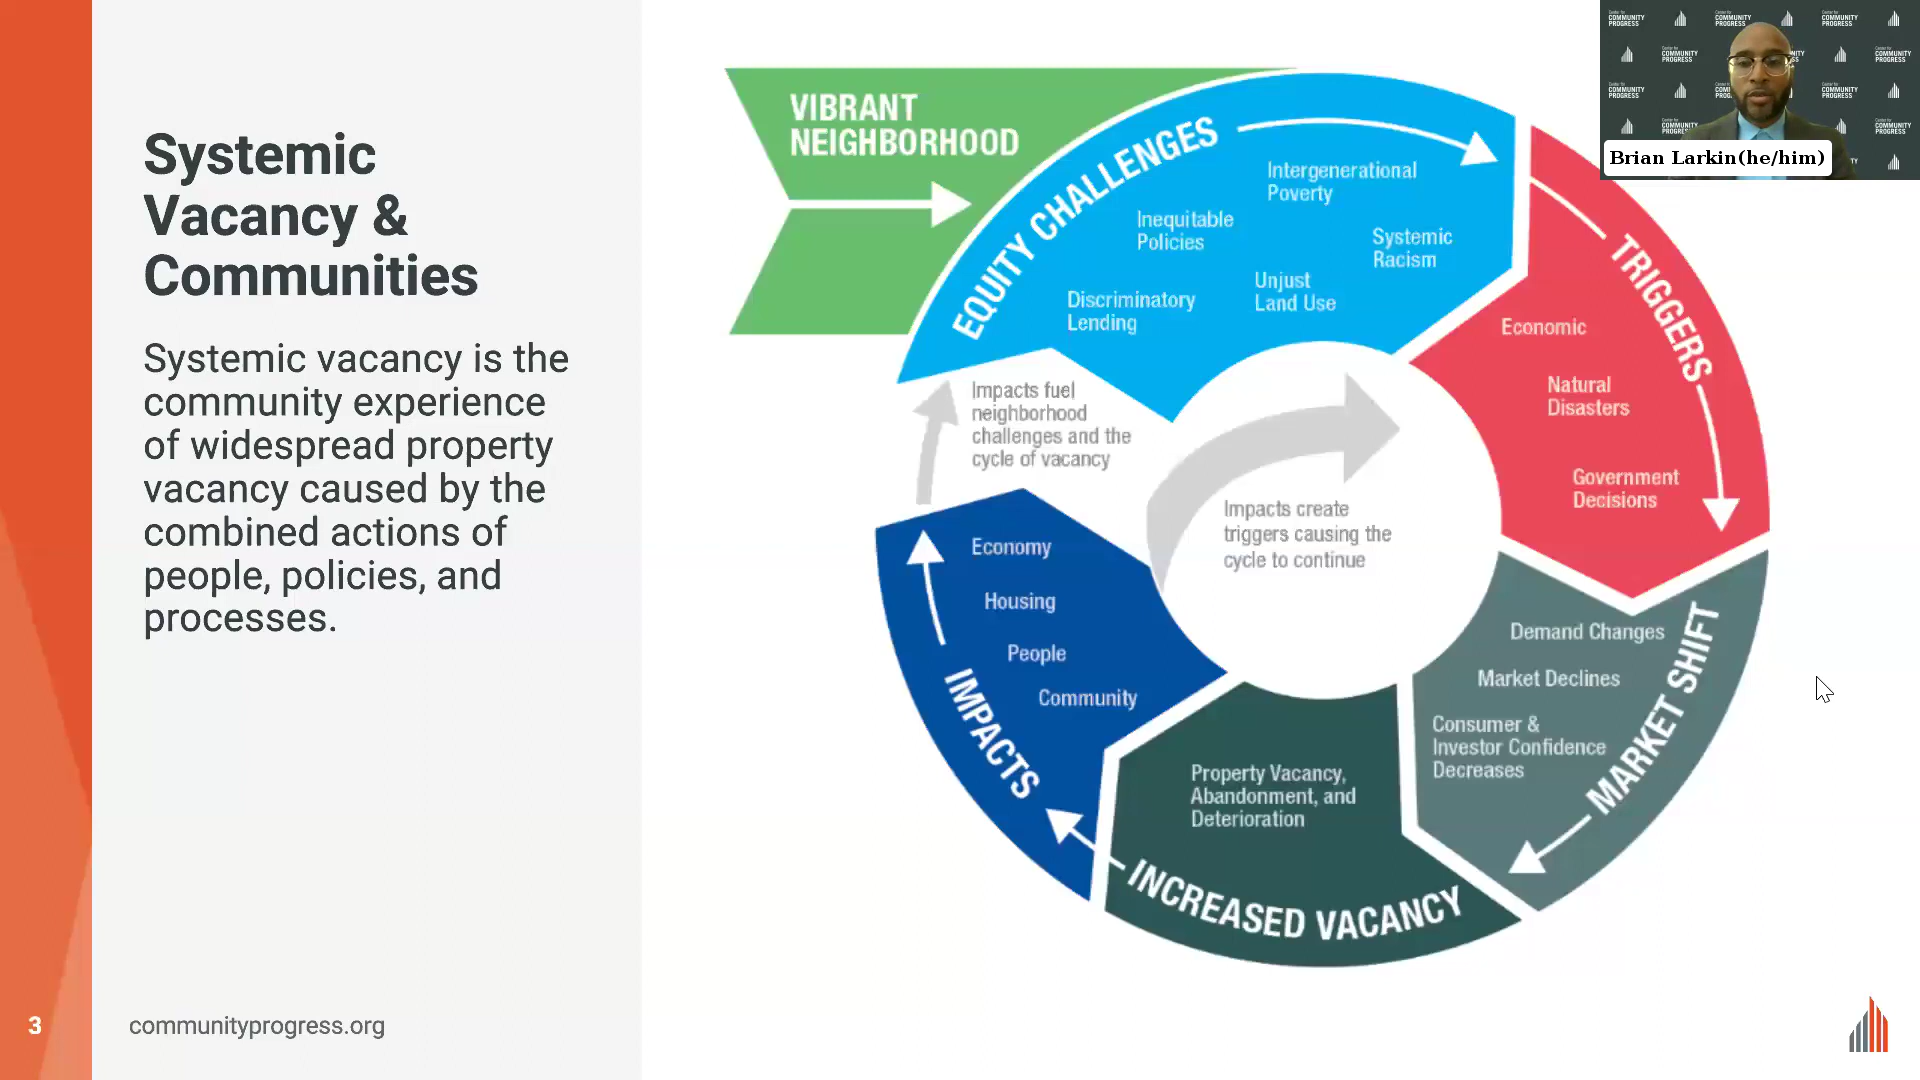 Systemic
Vacancy &
Communities
Systemic vacancy is the
community experience
of widespread property
vacancy caused by the
combined actions of
people, policies, and
processes.
3
communityprogress.org
VIBRANT
NEIGHBORHOOD
EQUITY CHALLENGES
Intergenerational
Poverty
Inequitable
Policies
Systemic
Racism
Unjust
Land Use
Discriminatory
Lending
TRIGGERS
Economic
Natural
Disasters
Government
Decisions
MARKET SHIFT
Demand Changes
Market Declines
Consumer &
Investor Confidence
Decreases
INCREASED VACANCY
Property Vacancy,
Abandonment, and
Deterioration
IMPACTS
Economy
Housing
People
Community
Impacts fuel
neighborhood
challenges and the
cycle of vacancy
Impacts create
triggers causing the
cycle to continue
Center for
COMMUNITY
PROGRESS
Brian Larkin(he/him)